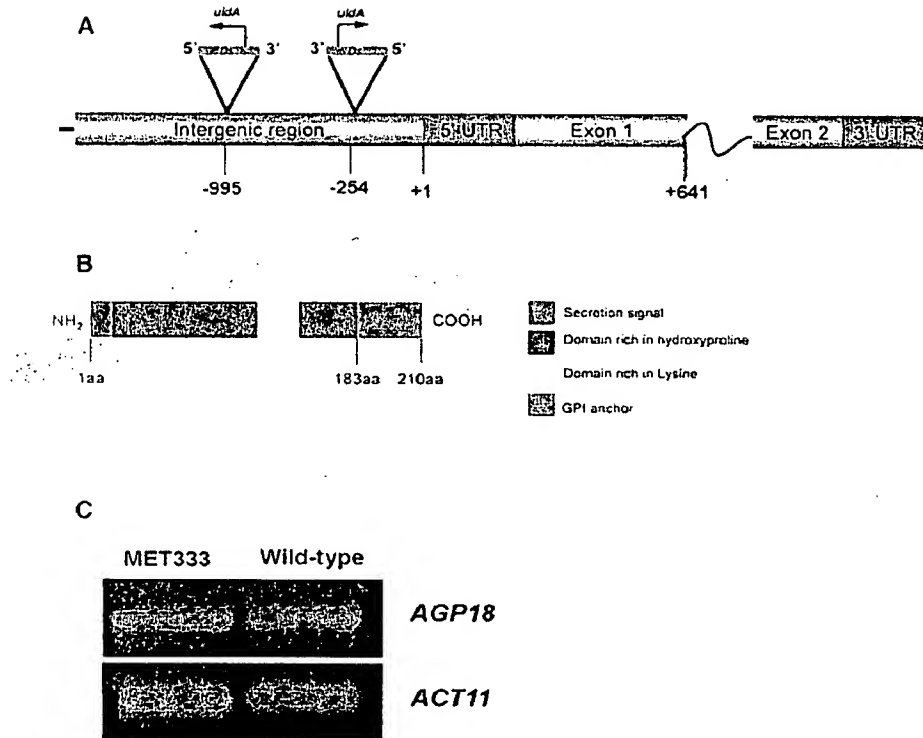 A
uidA uidA
5' 3' 3' 5'
Intergenic region 5' UTR Exon 1 Exon 2 3' UTR
-995 -254 +1 +641
B
NH2 COOH
1aa 183aa 210aa
Secretion signal
Domain rich in hydroxyproline
Domain rich in Lysine
GPI anchor
C
MET333 Wild-type
AGP18
ACT11